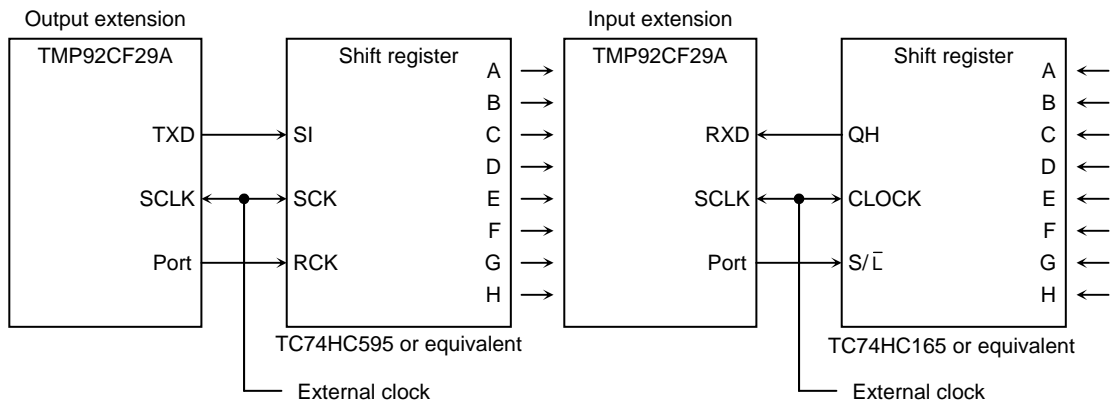 Output extension
TMP92CF29A
TXD
SCLK
Port
Shift register
SI
SCK
RCK
A
B
C
D
E
F
G
H
TC74HC595 or equivalent
External clock
Input extension
TMP92CF29A
RXD
SCLK
Port
Shift register
QH
CLOCK
S/L̅
A
B
C
D
E
F
G
H
TC74HC165 or equivalent
External clock